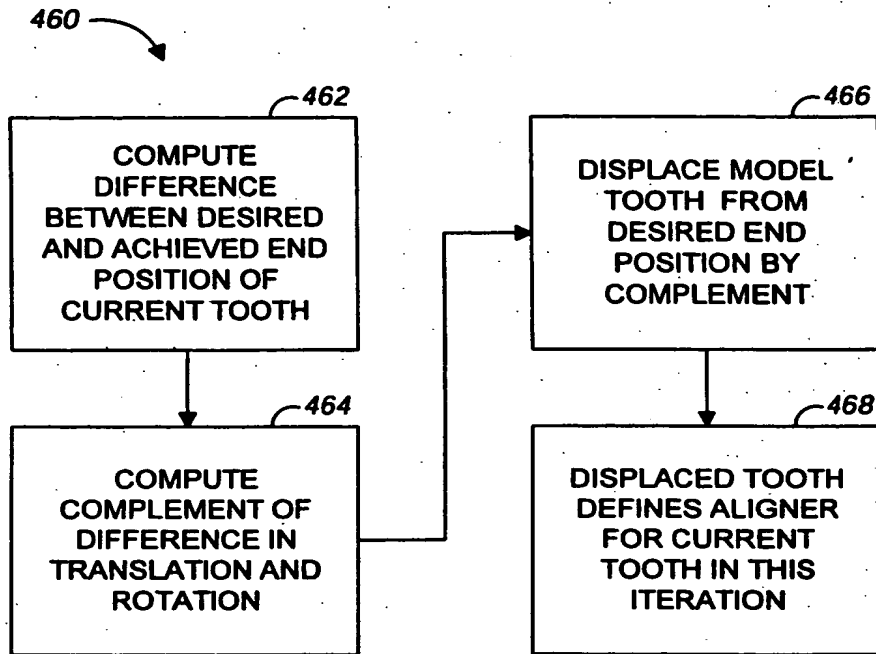 460
462
COMPUTE
DIFFERENCE
BETWEEN DESIRED
AND ACHIEVED END
POSITION OF
CURRENT TOOTH
464
COMPUTE
COMPLEMENT OF
DIFFERENCE IN
TRANSLATION AND
ROTATION
466
DISPLACE MODEL
TOOTH FROM
DESIRED END
POSITION BY
COMPLEMENT
468
DISPLACED TOOTH
DEFINES ALIGNER
FOR CURRENT
TOOTH IN THIS
ITERATION